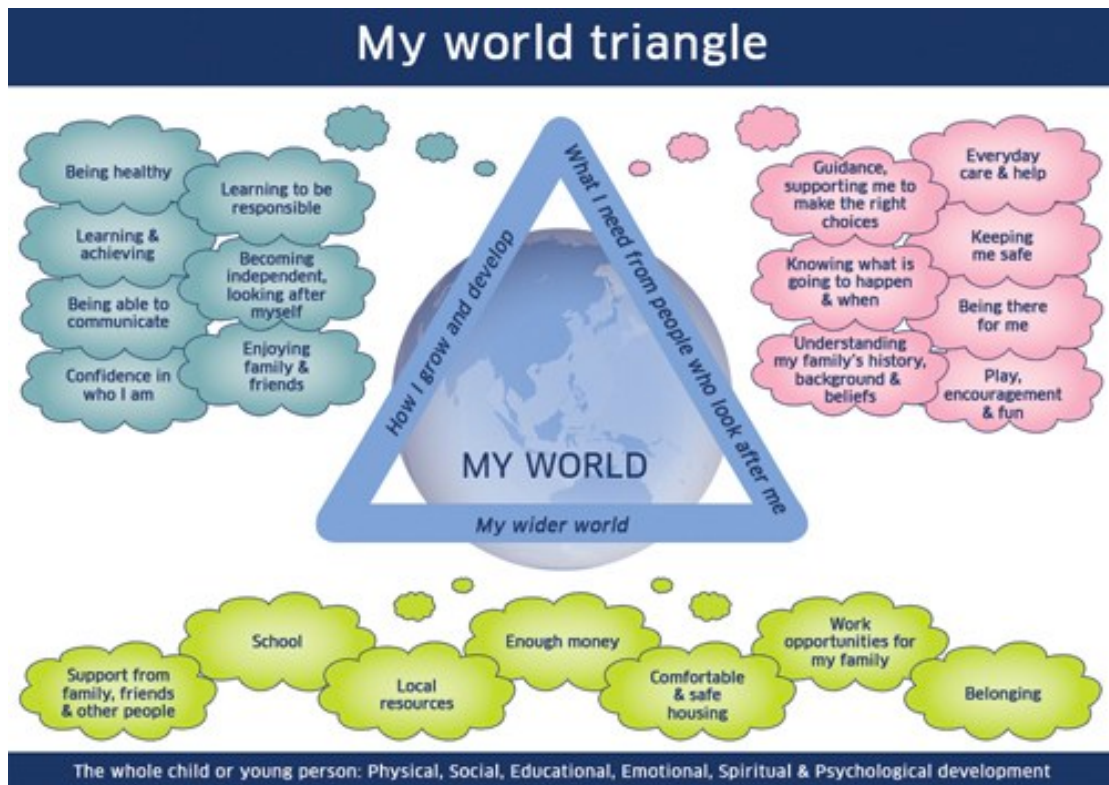 My world triangle
Being healthy
Learning to be
responsible
Learning &
achieving
Becoming
independent,
looking after
myself
Being able to
communicate
Enjoying
family &
friends
Confidence in
who I am
How I grow and develop
What I need from people who look after me
MY WORLD
My wider world
Guidance,
supporting me to
make the right
choices
Everyday
care & help
Keeping
me safe
Knowing what is
going to happen
& when
Being there
for me
Understanding
my family's history,
background &
beliefs
Play,
encouragement
& fun
Support from
family, friends
& other people
School
Local
resources
Enough money
Comfortable
& safe
housing
Work
opportunities for
my family
Belonging
The whole child or young person: Physical, Social, Educational, Emotional, Spiritual & Psychological development